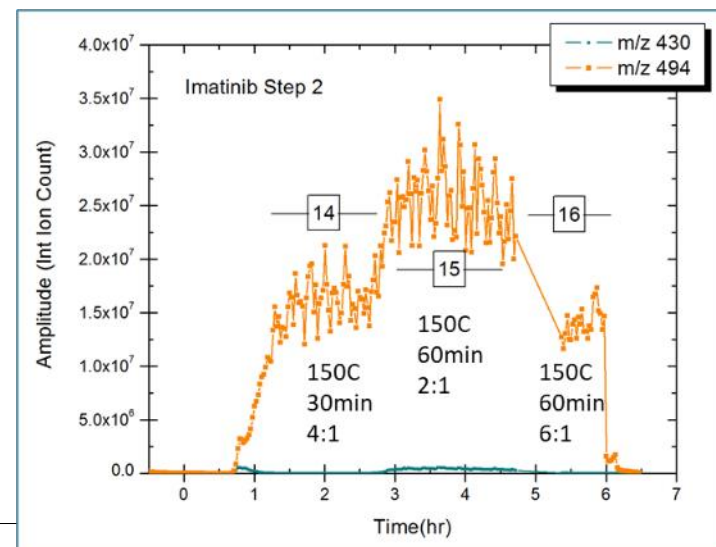 m/z 430
m/z 494
Imatinib Step 2
Amplitude (Int Ion Count)
4.0x10⁷
3.5x10⁷
3.0x10⁷
2.5x10⁷
2.0x10⁷
1.5x10⁷
1.0x10⁷
5.0x10⁶
0.0
14
15
16
150C
30min
4:1
150C
60min
2:1
150C
60min
6:1
0 1 2 3 4 5 6 7
Time(hr)